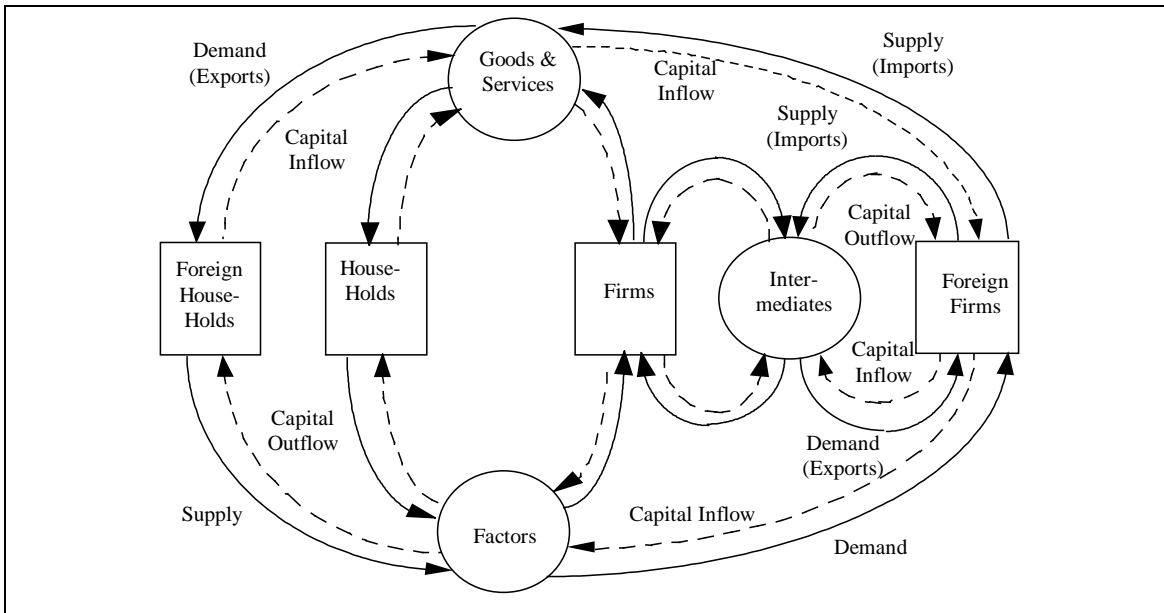 Demand
(Exports)
Goods &
Services
Supply
(Imports)
Capital
Inflow
Supply
(Imports)
Capital
Inflow
Capital
Outflow
Foreign
House-
Holds
House-
Holds
Firms
Inter-
mediates
Foreign
Firms
Capital
Inflow
Capital
Outflow
Demand
(Exports)
Supply
Capital Inflow
Factors
Demand